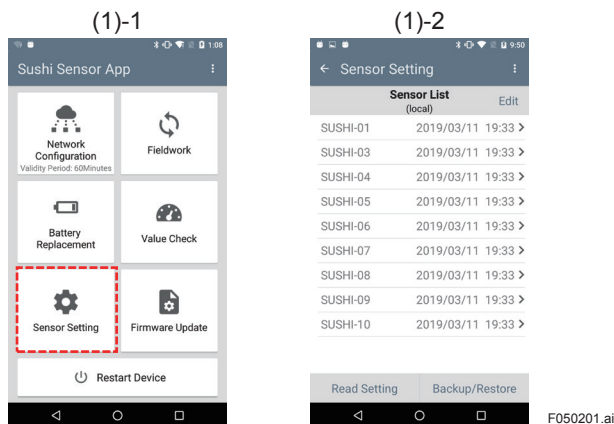 (1)-1
1:08
Sushi Sensor App
Network
Configuration
Validity Period: 60Minutes
Fieldwork
Battery
Replacement
Value Check
Sensor Setting
Firmware Update
Restart Device
(1)-2
9:50
Sensor Setting
Sensor List
(local)
Edit
SUSHI-01 2019/03/11 19:33
SUSHI-03 2019/03/11 19:33
SUSHI-04 2019/03/11 19:33
SUSHI-05 2019/03/11 19:33
SUSHI-06 2019/03/11 19:33
SUSHI-07 2019/03/11 19:33
SUSHI-08 2019/03/11 19:33
SUSHI-09 2019/03/11 19:33
SUSHI-10 2019/03/11 19:33
Read Setting
Backup/Restore
F050201.ai